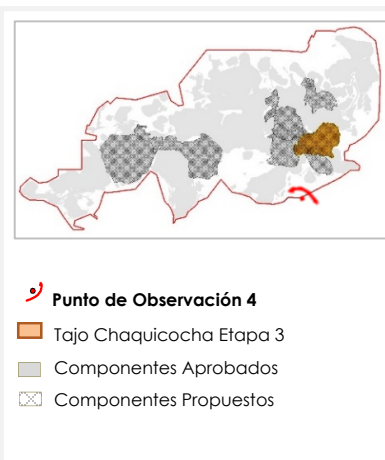 Punto de Observación 4
Tajo Chaquicocha Etapa 3
Componentes Aprobados
Componentes Propuestos